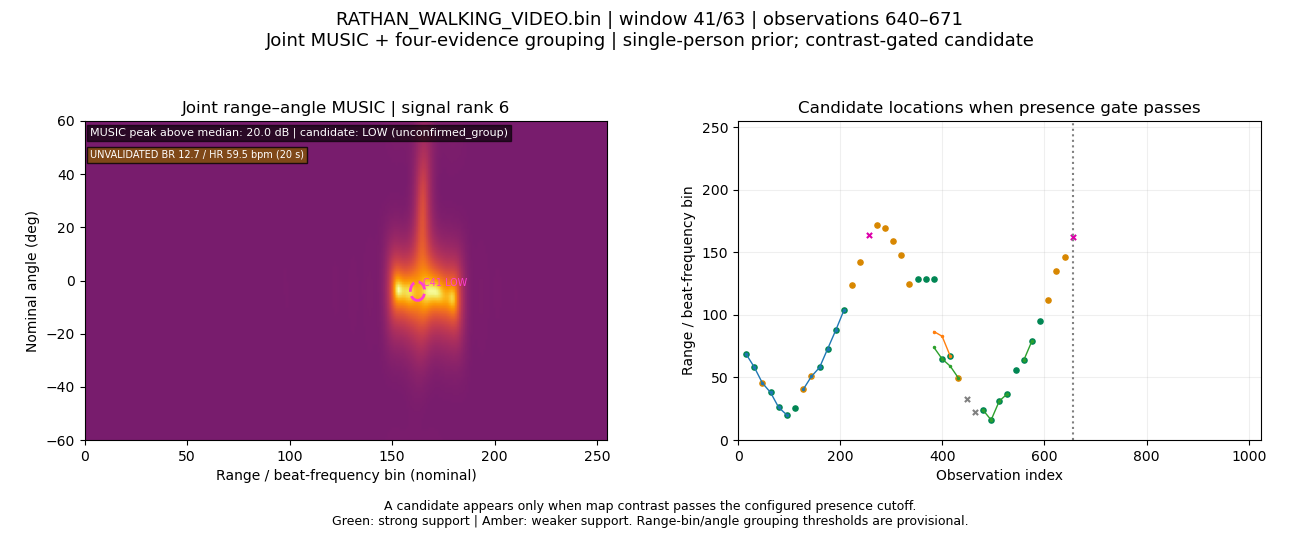 RATHAN_WALKING_VIDEO.bin | window 41/63 | observations 640–671
Joint MUSIC + four-evidence grouping | single-person prior; contrast-gated candidate
Joint range–angle MUSIC | signal rank 6
MUSIC peak above median: 20.0 dB | candidate: LOW (unconfirmed_group)
UNVALIDATED BR 12.7 / HR 59.5 bpm (20 s)
60
40
20
0
−20
−40
−60
Nominal angle (deg)
0 50 100 150 200 250
Range / beat-frequency bin (nominal)
Candidate locations when presence gate passes
250
200
150
100
50
0
Range / beat-frequency bin
0 200 400 600 800 1000
Observation index
A candidate appears only when map contrast passes the configured presence cutoff.
Green: strong support | Amber: weaker support. Range-bin/angle grouping thresholds are provisional.